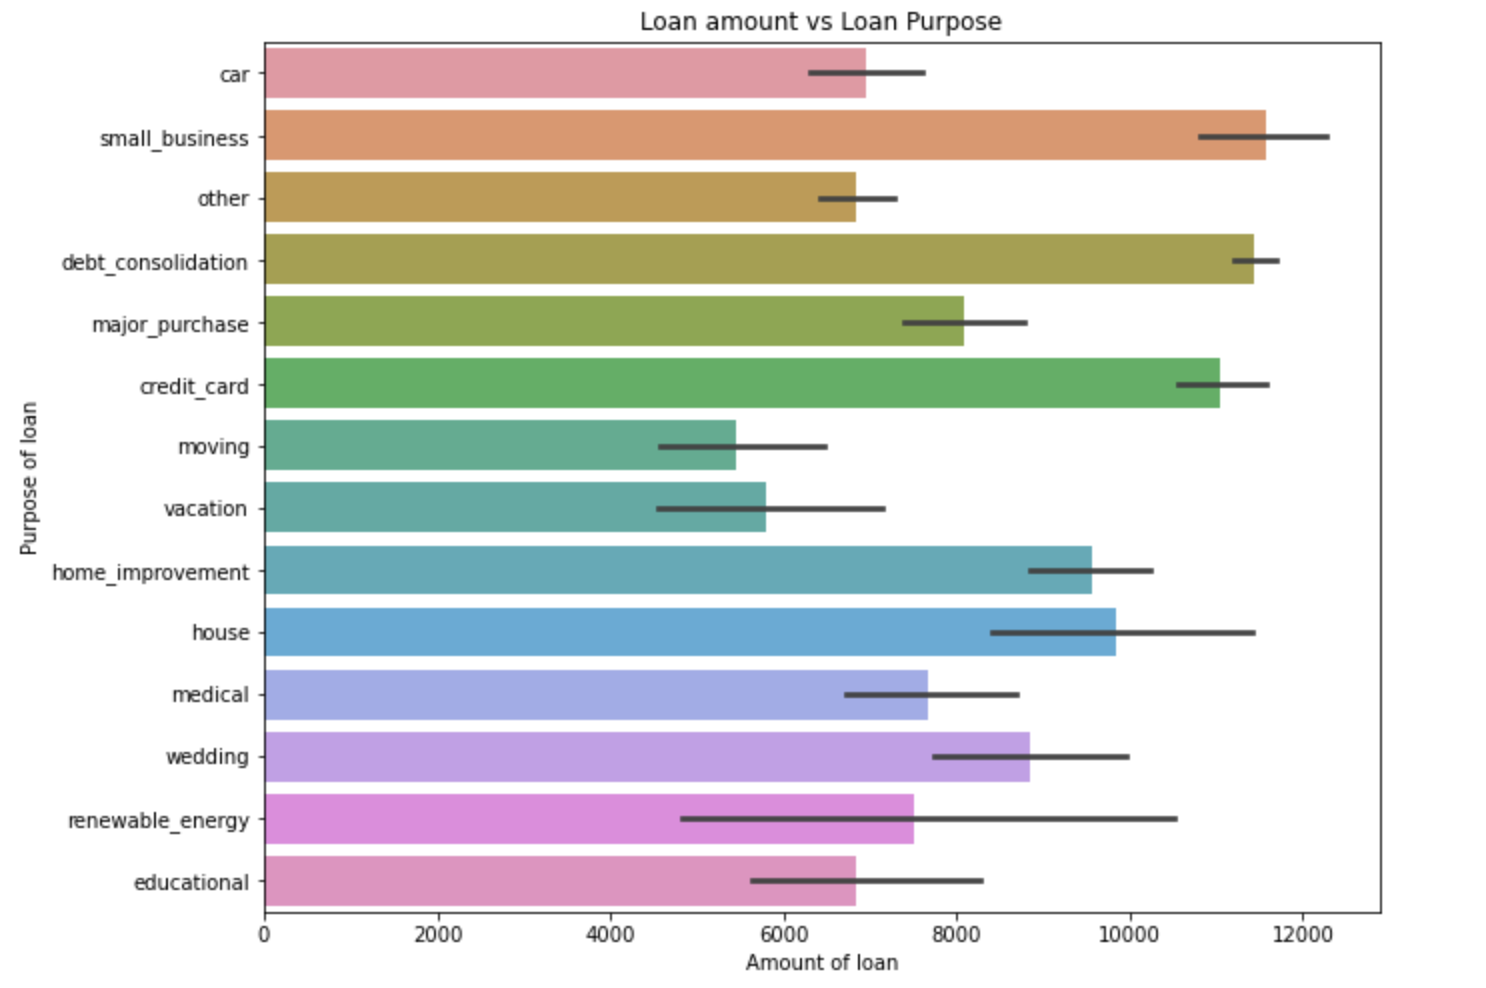 Loan amount vs Loan Purpose
car
small_business
other
debt_consolidation
major_purchase
credit_card
moving
vacation
home_improvement
house
medical
wedding
renewable_energy
educational
Purpose of loan
0 2000 4000 6000 8000 10000 12000
Amount of loan